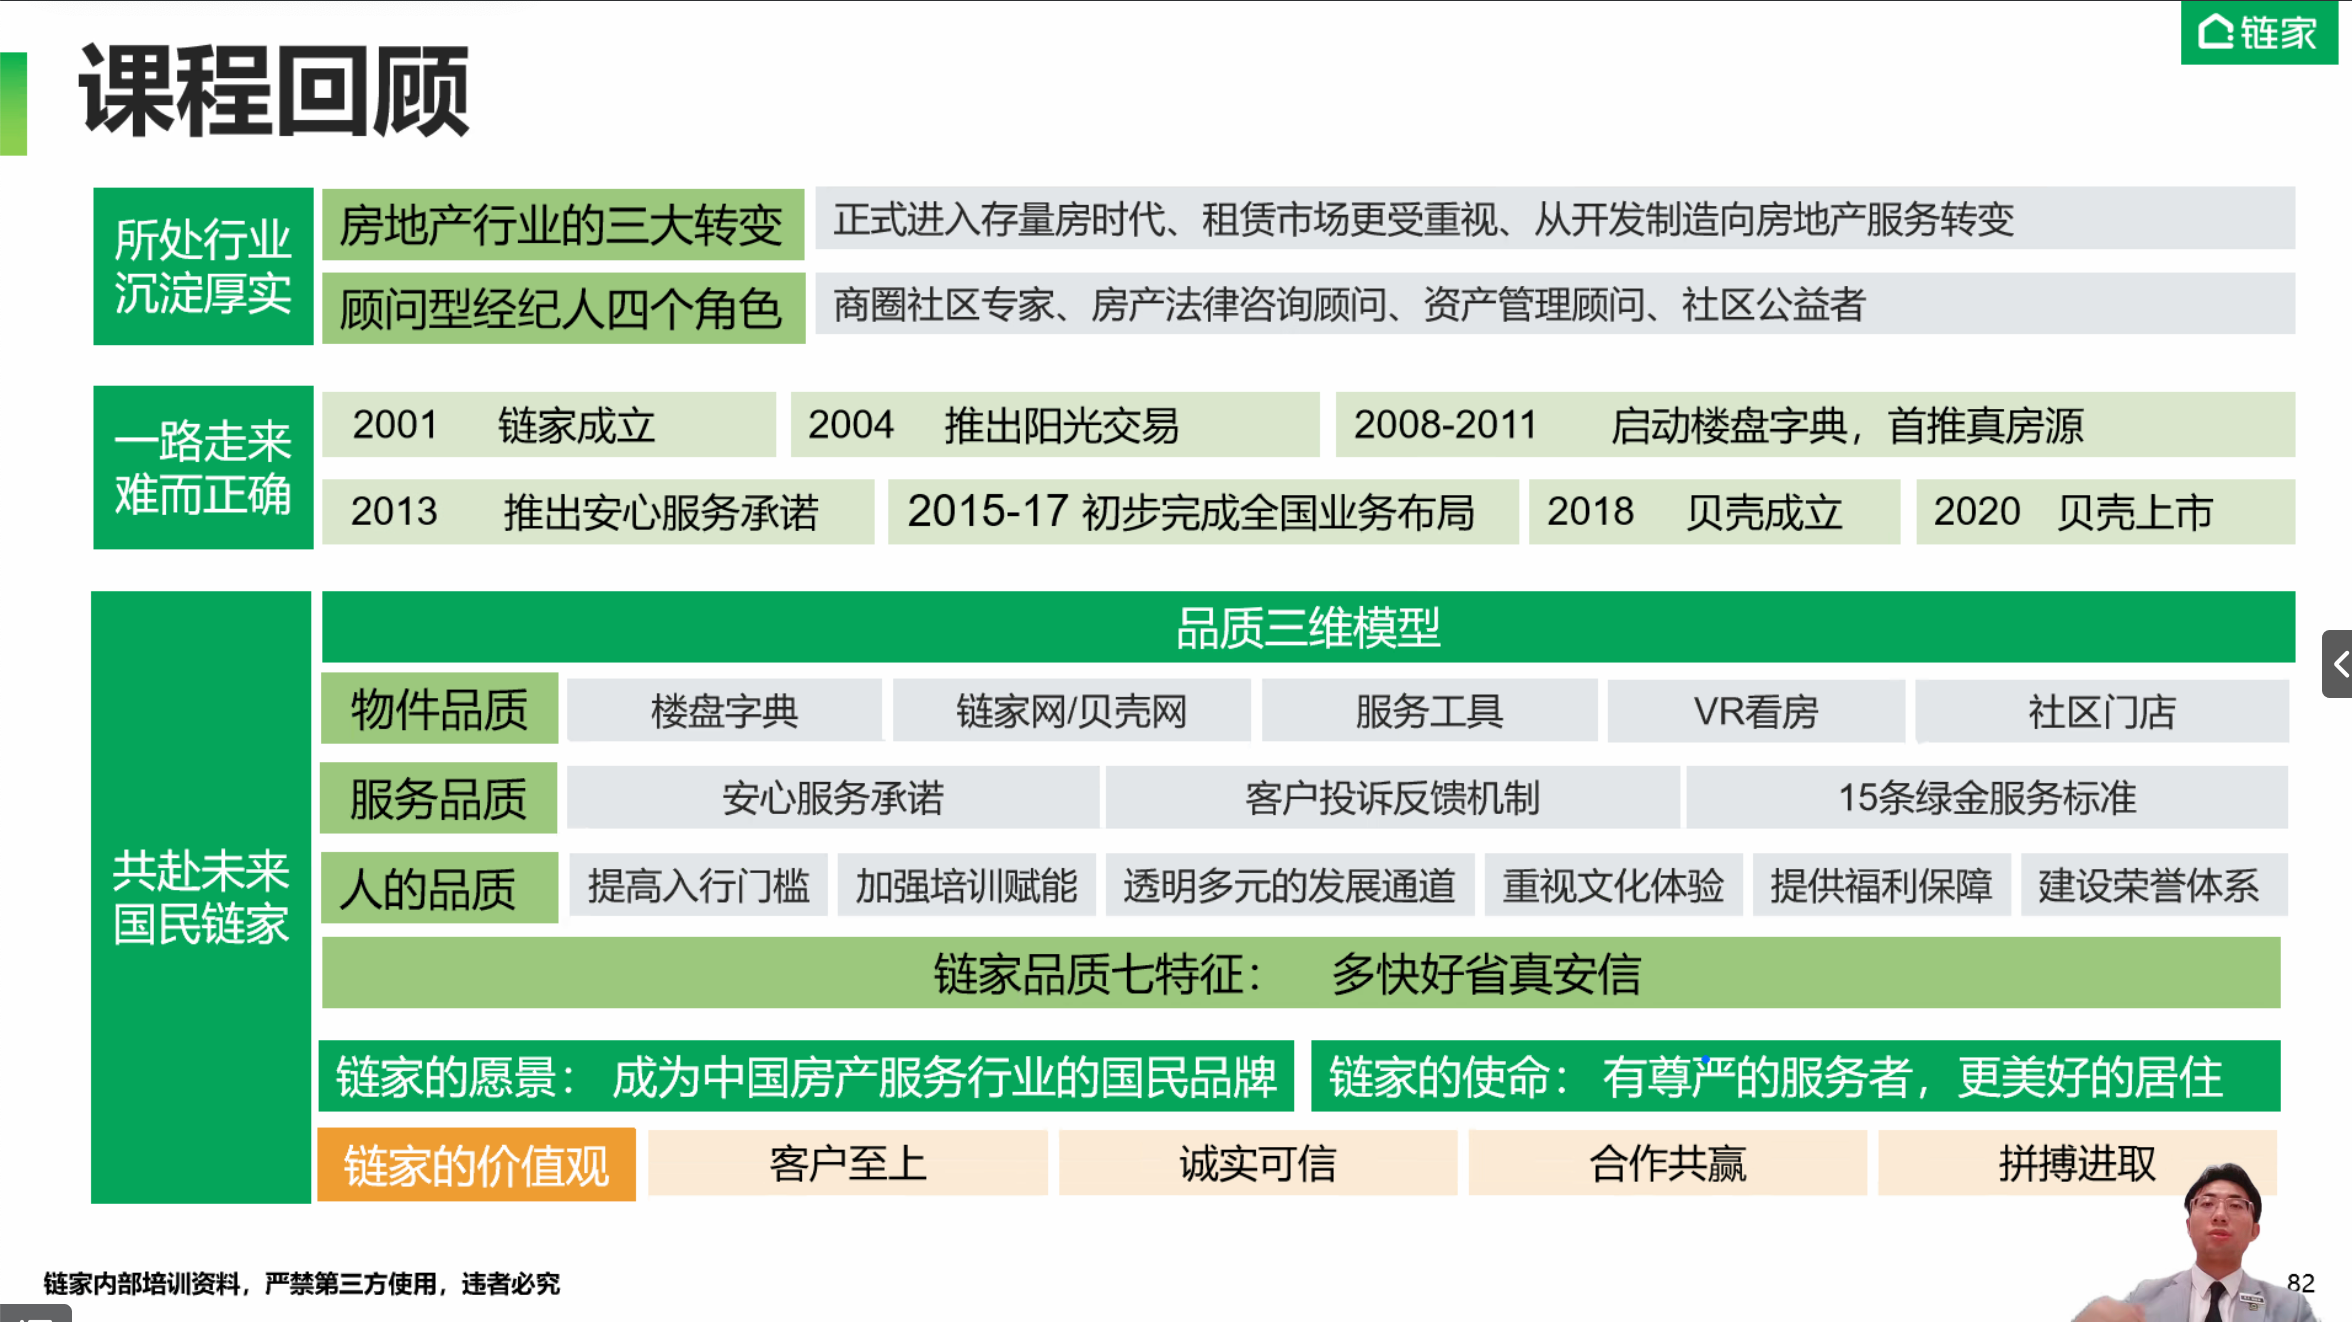 链家
课程回顾
所处行业
沉淀厚实
房地产行业的三大转变
正式进入存量房时代、租赁市场更受重视、从开发制造向房地产服务转变
顾问型经纪人四个角色
商圈社区专家、房产法律咨询顾问、资产管理顾问、社区公益者
一路走来
难而正确
2001 链家成立
2004 推出阳光交易
2008-2011 启动楼盘字典，首推真房源
2013 推出安心服务承诺
2015-17 初步完成全国业务布局
2018 贝壳成立
2020 贝壳上市
共赴未来
国民链家
品质三维模型
物件品质
楼盘字典
链家网/贝壳网
服务工具
VR看房
社区门店
服务品质
安心服务承诺
客户投诉反馈机制
15条绿金服务标准
人的品质
提高入行门槛
加强培训赋能
透明多元的发展通道
重视文化体验
提供福利保障
建设荣誉体系
链家品质七特征： 多快好省真安信
链家的愿景： 成为中国房产服务行业的国民品牌
链家的使命： 有尊严的服务者，更美好的居住
链家的价值观
客户至上
诚实可信
合作共赢
拼搏进取
链家内部培训资料，严禁第三方使用，违者必究
82